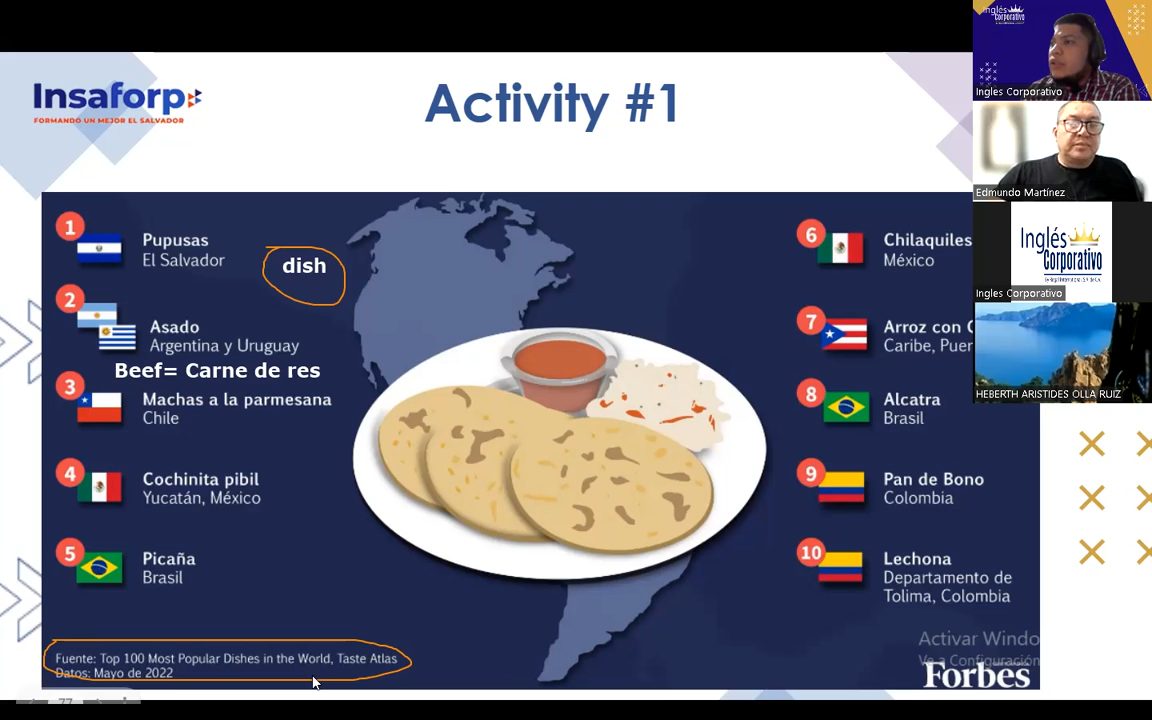 Insaforp
FORMANDO UN MEJOR EL SALVADOR
Activity #1
1
Pupusas
El Salvador
dish
2
Asado
Argentina y Uruguay
Beef= Carne de res
3
Machas a la parmesana
Chile
4
Cochinita pibil
Yucatán, México
5
Picaña
Brasil
6
Chilaquiles
México
7
Arroz con
Caribe, Puer
8
Alcatra
Brasil
9
Pan de Bono
Colombia
10
Lechona
Departamento de
Tolima, Colombia
Fuente: Top 100 Most Popular Dishes in the World, Taste Atlas
Datos: Mayo de 2022
Activar Windo
Ve a Configuración
Forbes
77
Inglés
Corporativo
Ingles Corporativo
Edmundo Martínez
Inglés
Corporativo
Ingles Corporativo
HEBERTH ARISTIDES OLLA RUIZ